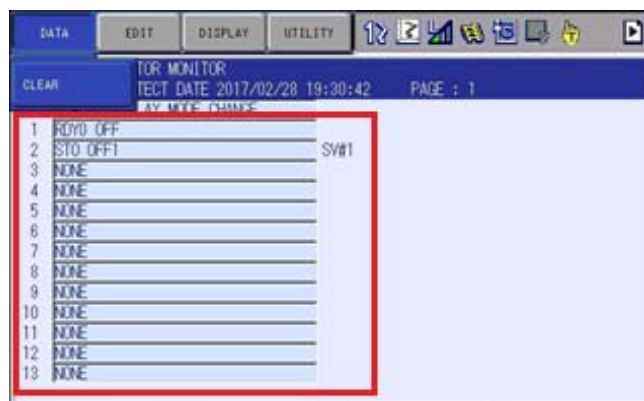 DATA EDIT DISPLAY UTILITY
CLEAR
TOR MONITOR
TECT DATE 2017/02/28 19:30:42 PAGE : 1
LAY MODE CHANGE
1 RDY0 OFF
2 STO OFF1 SV#1
3 NONE
4 NONE
5 NONE
6 NONE
7 NONE
8 NONE
9 NONE
10 NONE
11 NONE
12 NONE
13 NONE